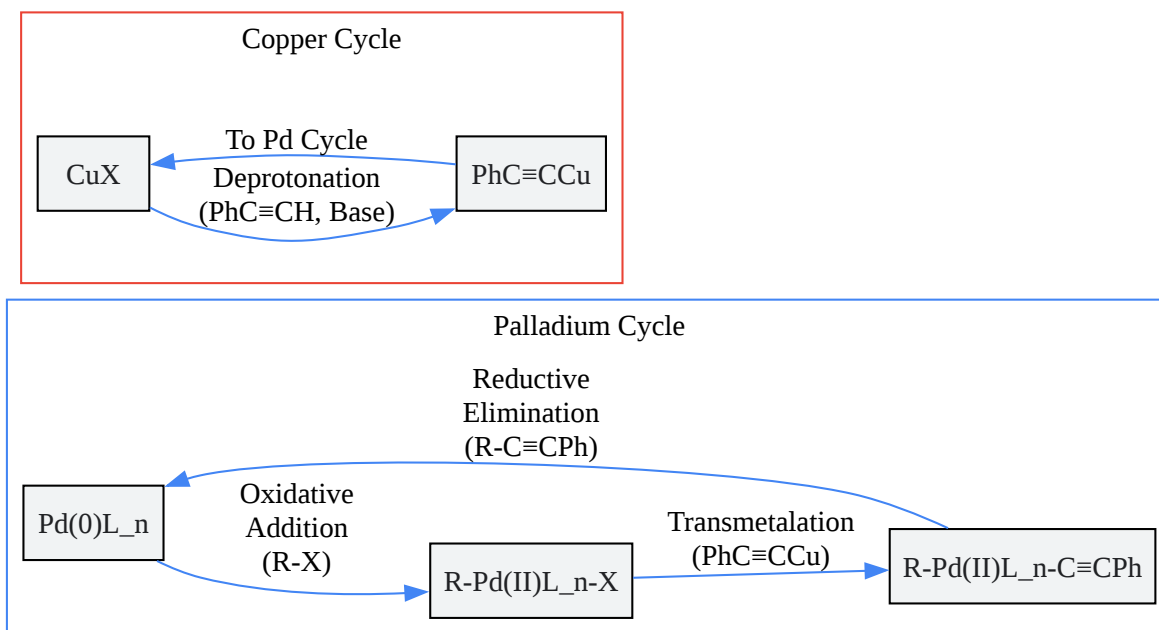 Copper Cycle
To Pd Cycle
CuX
PhC≡CCu
Deprotonation
(PhC≡CH, Base)
Palladium Cycle
Reductive
Elimination
(R-C≡CPh)
Pd(0)L_n
Oxidative
Addition
(R-X)
R-Pd(II)L_n-X
Transmetalation
(PhC≡CCu)
R-Pd(II)L_n-C≡CPh